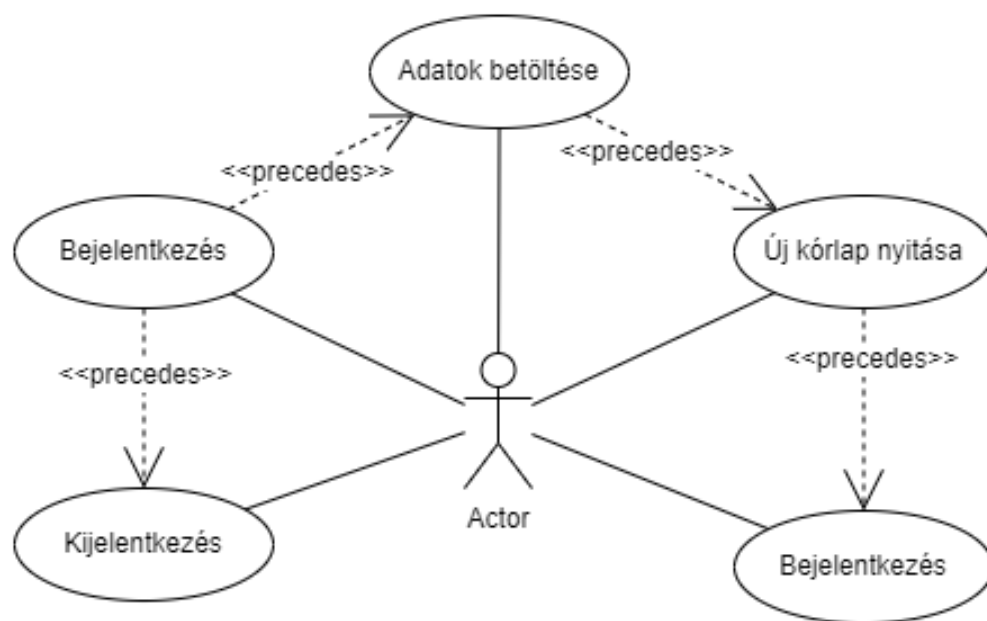 Adatok betöltése
<<precedes>>
<<precedes>>
Bejelentkezés
Új kórlap nyitása
<<precedes>>
<<precedes>>
Actor
Kijelentkezés
Bejelentkezés